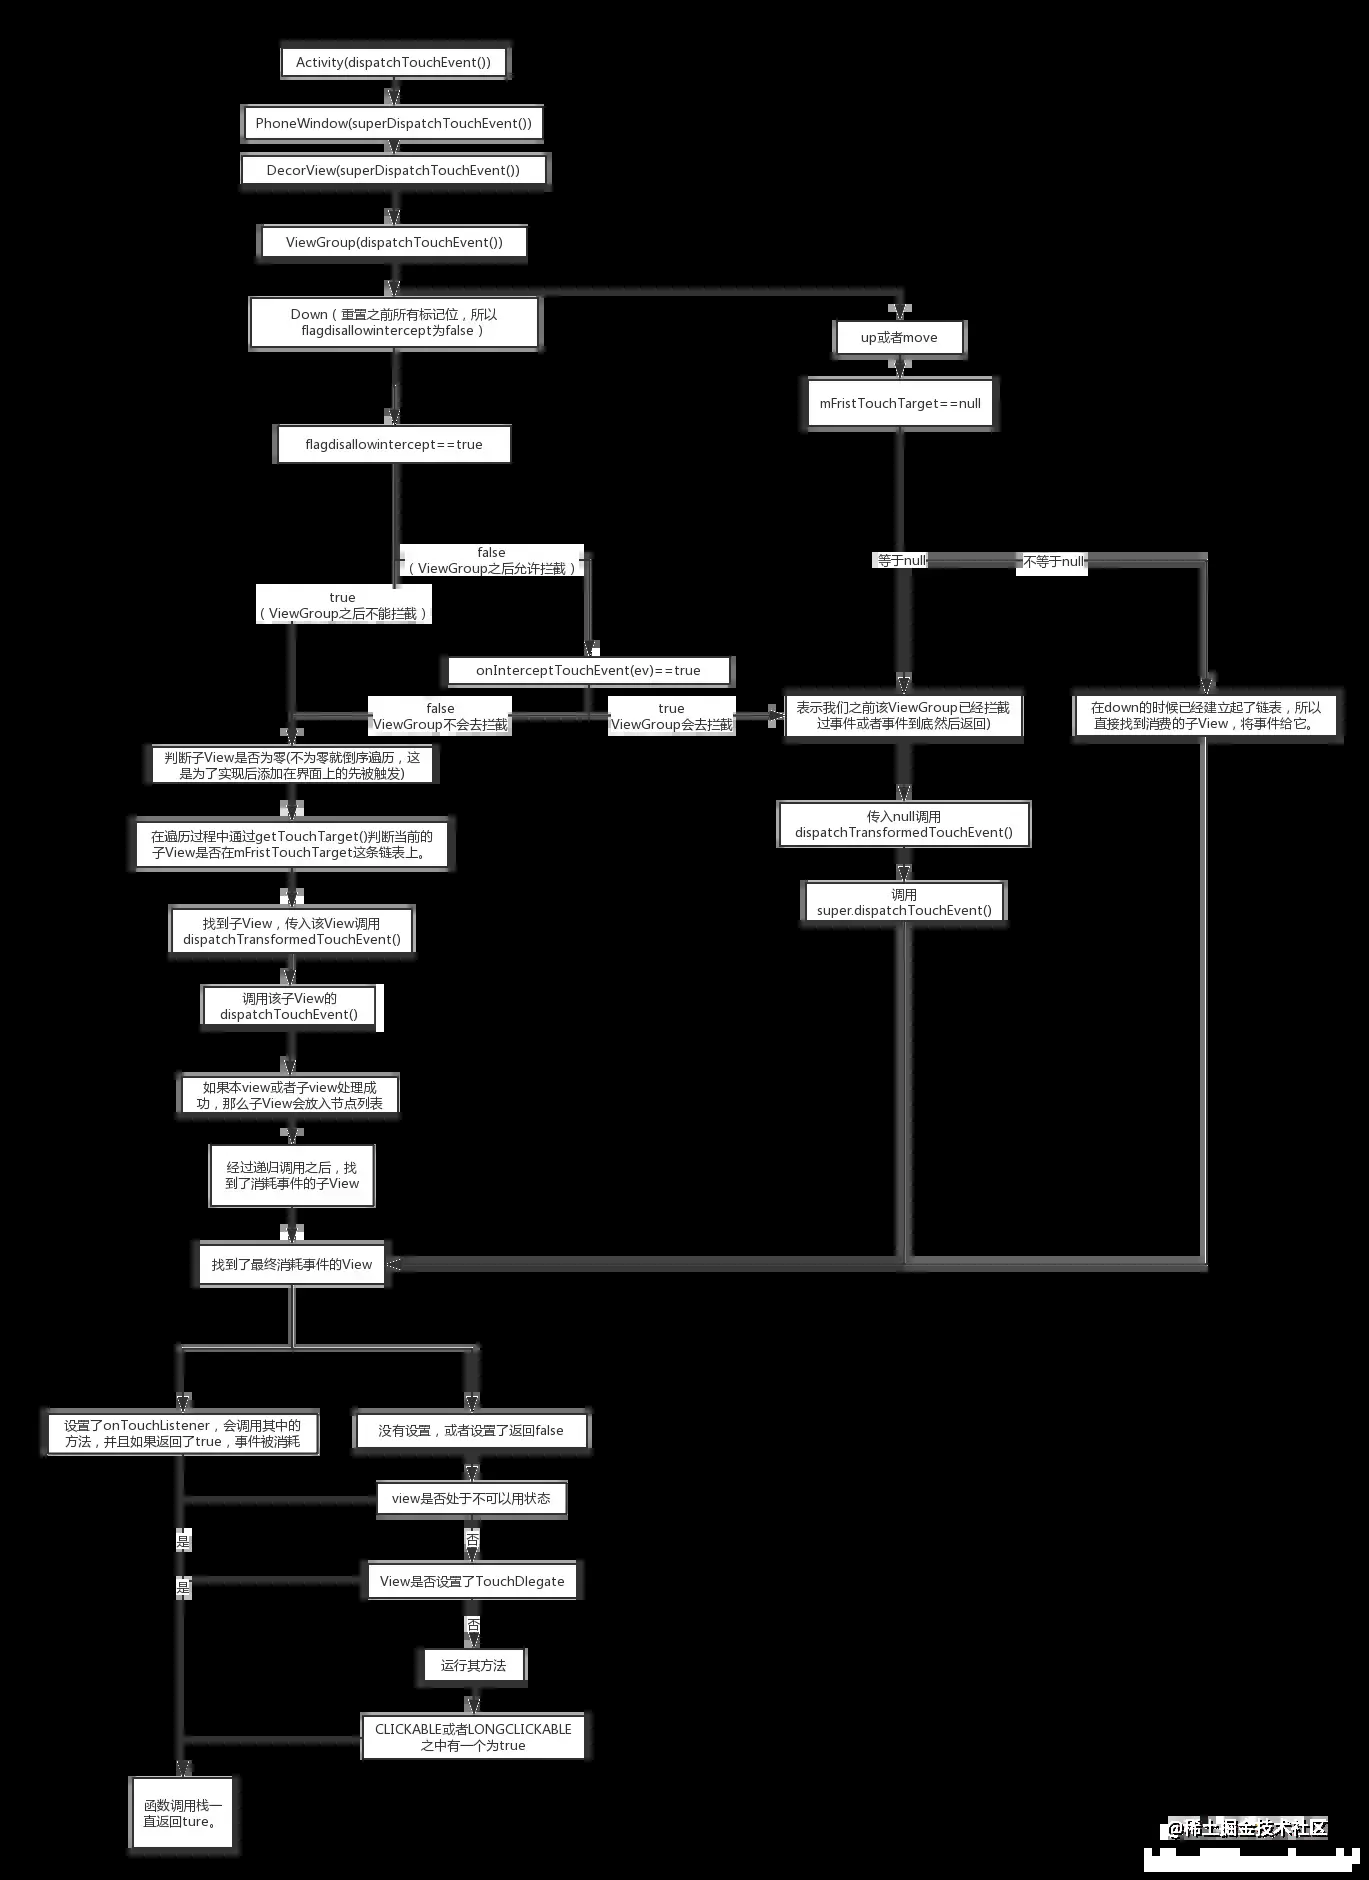 Activity(dispatchTouchEvent())
PhoneWindow(superDispatchTouchEvent())
DecorView(superDispatchTouchEvent())
ViewGroup(dispatchTouchEvent())
Down（重置之前所有标记位，所以
flagdisallowintercept为false）
up或者move
mFristTouchTarget==null
flagdisallowintercept==true
false
（ViewGroup之后允许拦截）
等于null
不等于null
true
（ViewGroup之后不能拦截）
onInterceptTouchEvent(ev)==true
false
ViewGroup不会去拦截
true
ViewGroup会去拦截
表示我们之前该ViewGroup已经拦截
过事件或者事件到底然后返回)
在down的时候已经建立起了链表，所以
直接找到消费的子View，将事件给它。
判断子View是否为零(不为零就倒序遍历，这
是为了实现后添加在界面上的先被触发)
传入null调用
dispatchTransformedTouchEvent()
在遍历过程中通过getTouchTarget()判断当前的
子View是否在mFristTouchTarget这条链表上。
调用
super.dispatchTouchEvent()
找到子View，传入该View调用
dispatchTransformedTouchEvent()
调用该子View的
dispatchTouchEvent()
如果本view或者子view处理成
功，那么子View会放入节点列表
经过递归调用之后，找
到了消耗事件的子View
找到了最终消耗事件的View
设置了onTouchListener，会调用其中的
方法，并且如果返回了true，事件被消耗
没有设置，或者设置了返回false
view是否处于不可以用状态
是
否
View是否设置了TouchDlegate
是
否
运行其方法
CLICKABLE或者LONGCLICKABLE
之中有一个为true
函数调用栈一
直返回ture。
@稀土掘金技术社区